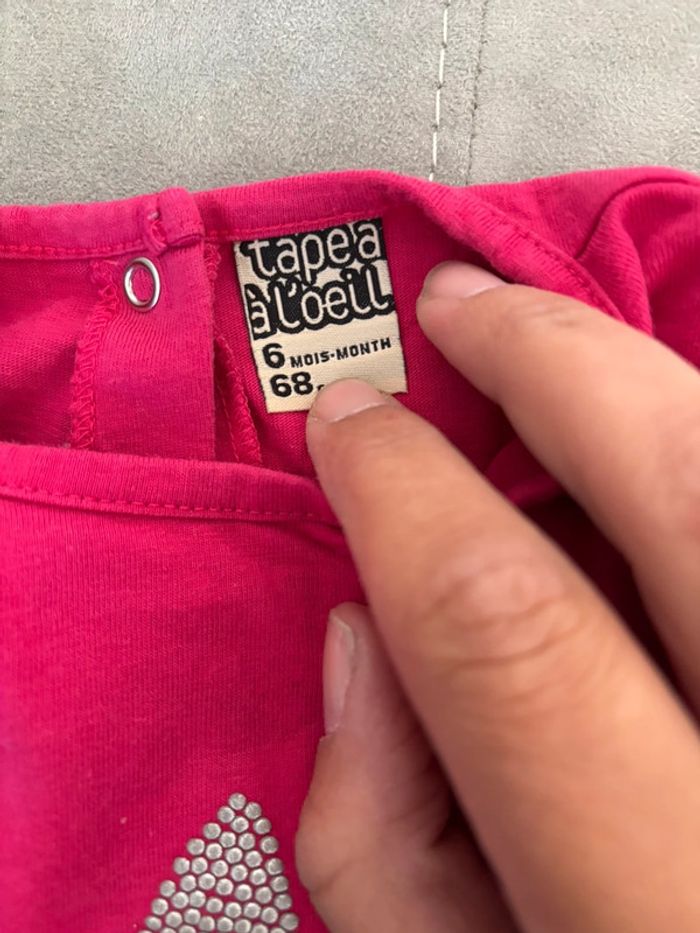 tape à
à l'oeil
6 MOIS-MONTH
68